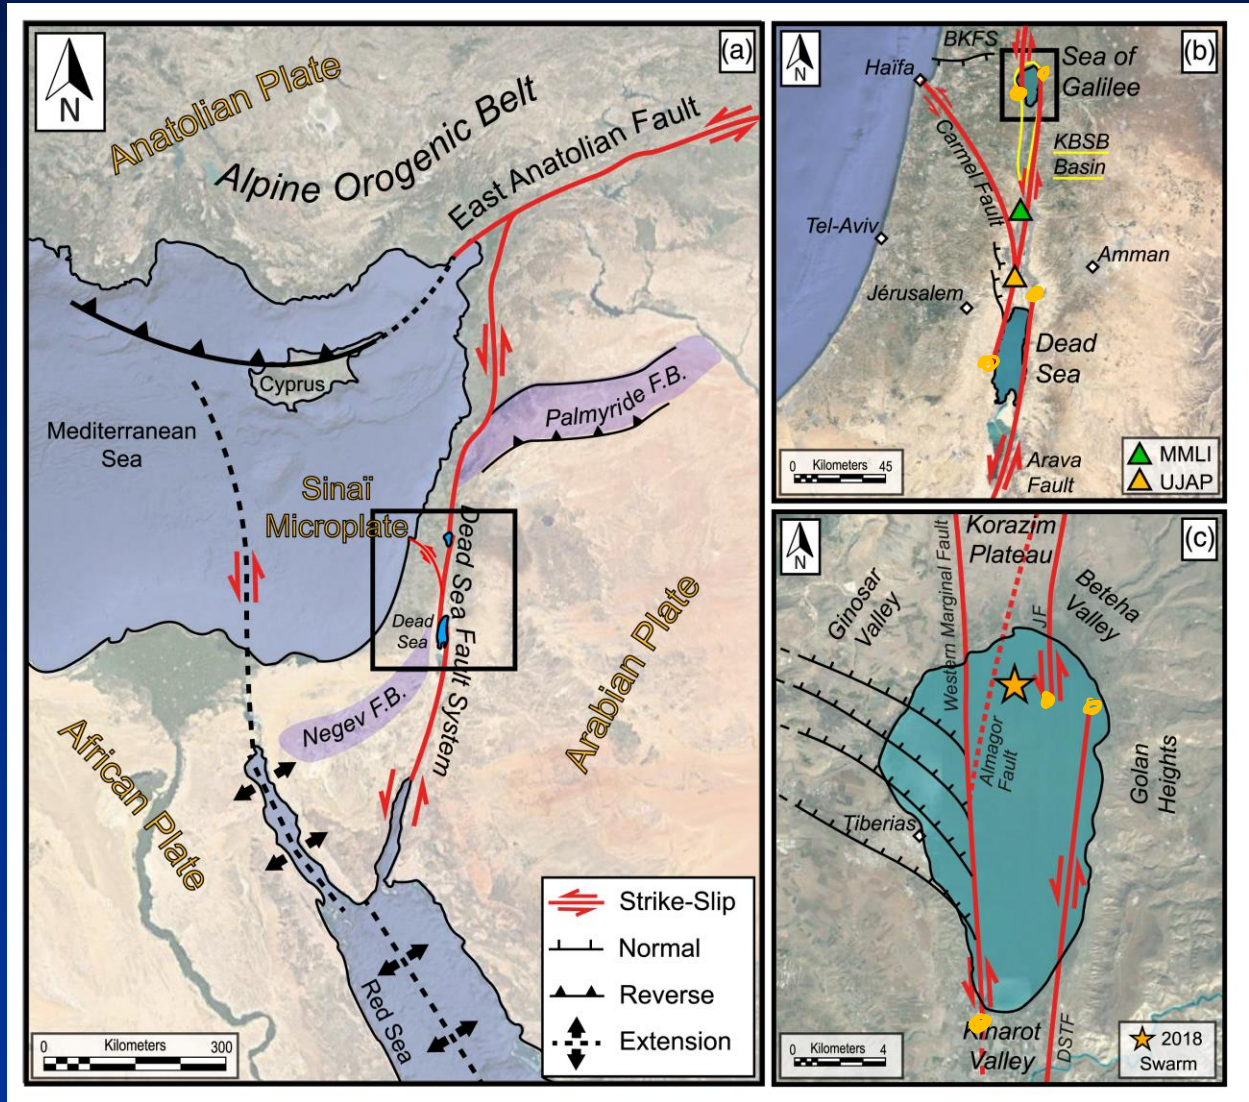 (a)
N
Anatolian Plate
Alpine Orogenic Belt
East Anatolian Fault
Cyprus
Mediterranean
Sea
Palmyride F.B.
Sinaï
Microplate
Dead Sea Fault System
Dead
Sea
Negev F.B.
Arabian Plate
African Plate
Red Sea
Strike-Slip
Normal
Reverse
Extension
Kilometers
0 300
(b)
N
BKFS
Haïfa
Sea of
Galilee
Carmel Fault
KBSB
Basin
Tel-Aviv
Amman
Jérusalem
Dead
Sea
Arava
Fault
MMLI
UJAP
0 Kilometers 45
(c)
N
Korazim
Plateau
Western Marginal Fault
Ginosar
Valley
JF
Beteha
Valley
Almagor
Fault
Golan
Heights
Tiberias
Kinarot
Valley
DSTF
2018
Swarm
0 Kilometers 4